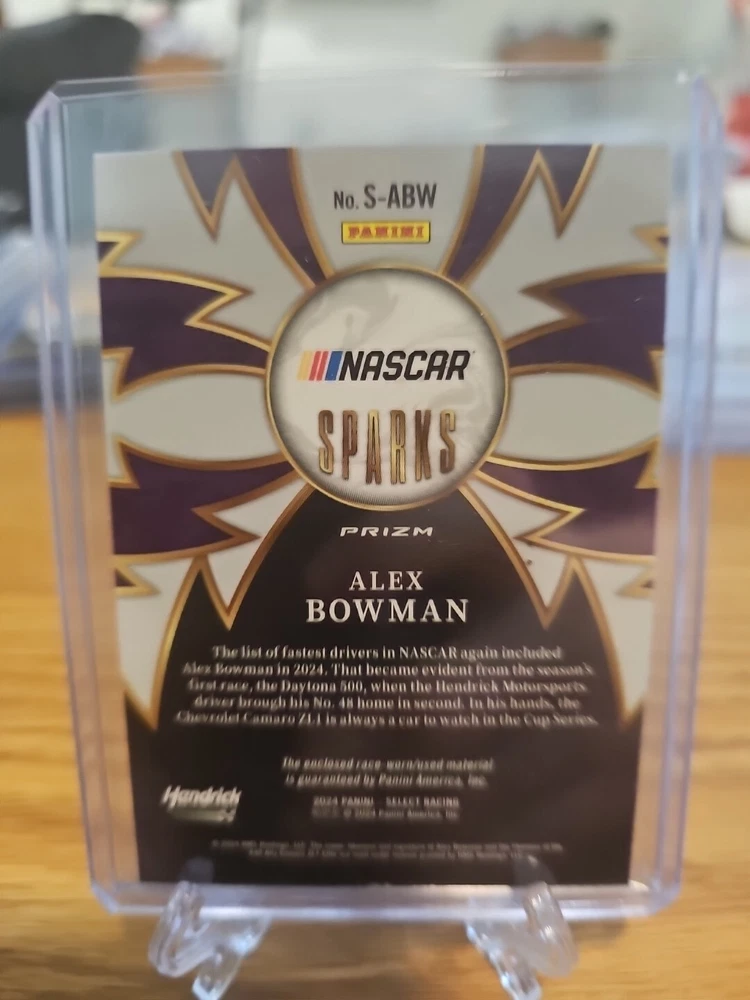 No. S-ABW
PANINI
NASCAR
SPARKS
PRIZM
ALEX
BOWMAN
The list of fastest drivers in NASCAR again included
Alex Bowman in 2024. That became evident from the season's
first race, the Daytona 500, when the Hendrick Motorsports
driver brough his No. 48 home in second. In his hands, the
Chevrolet Camaro ZL1 is always a car to watch in the Cup Series.
The enclosed race-worn/used material
is guaranteed by Panini America, Inc.
Hendrick
2024 PANINI - SELECT RACING
© 2024 Panini America, Inc.